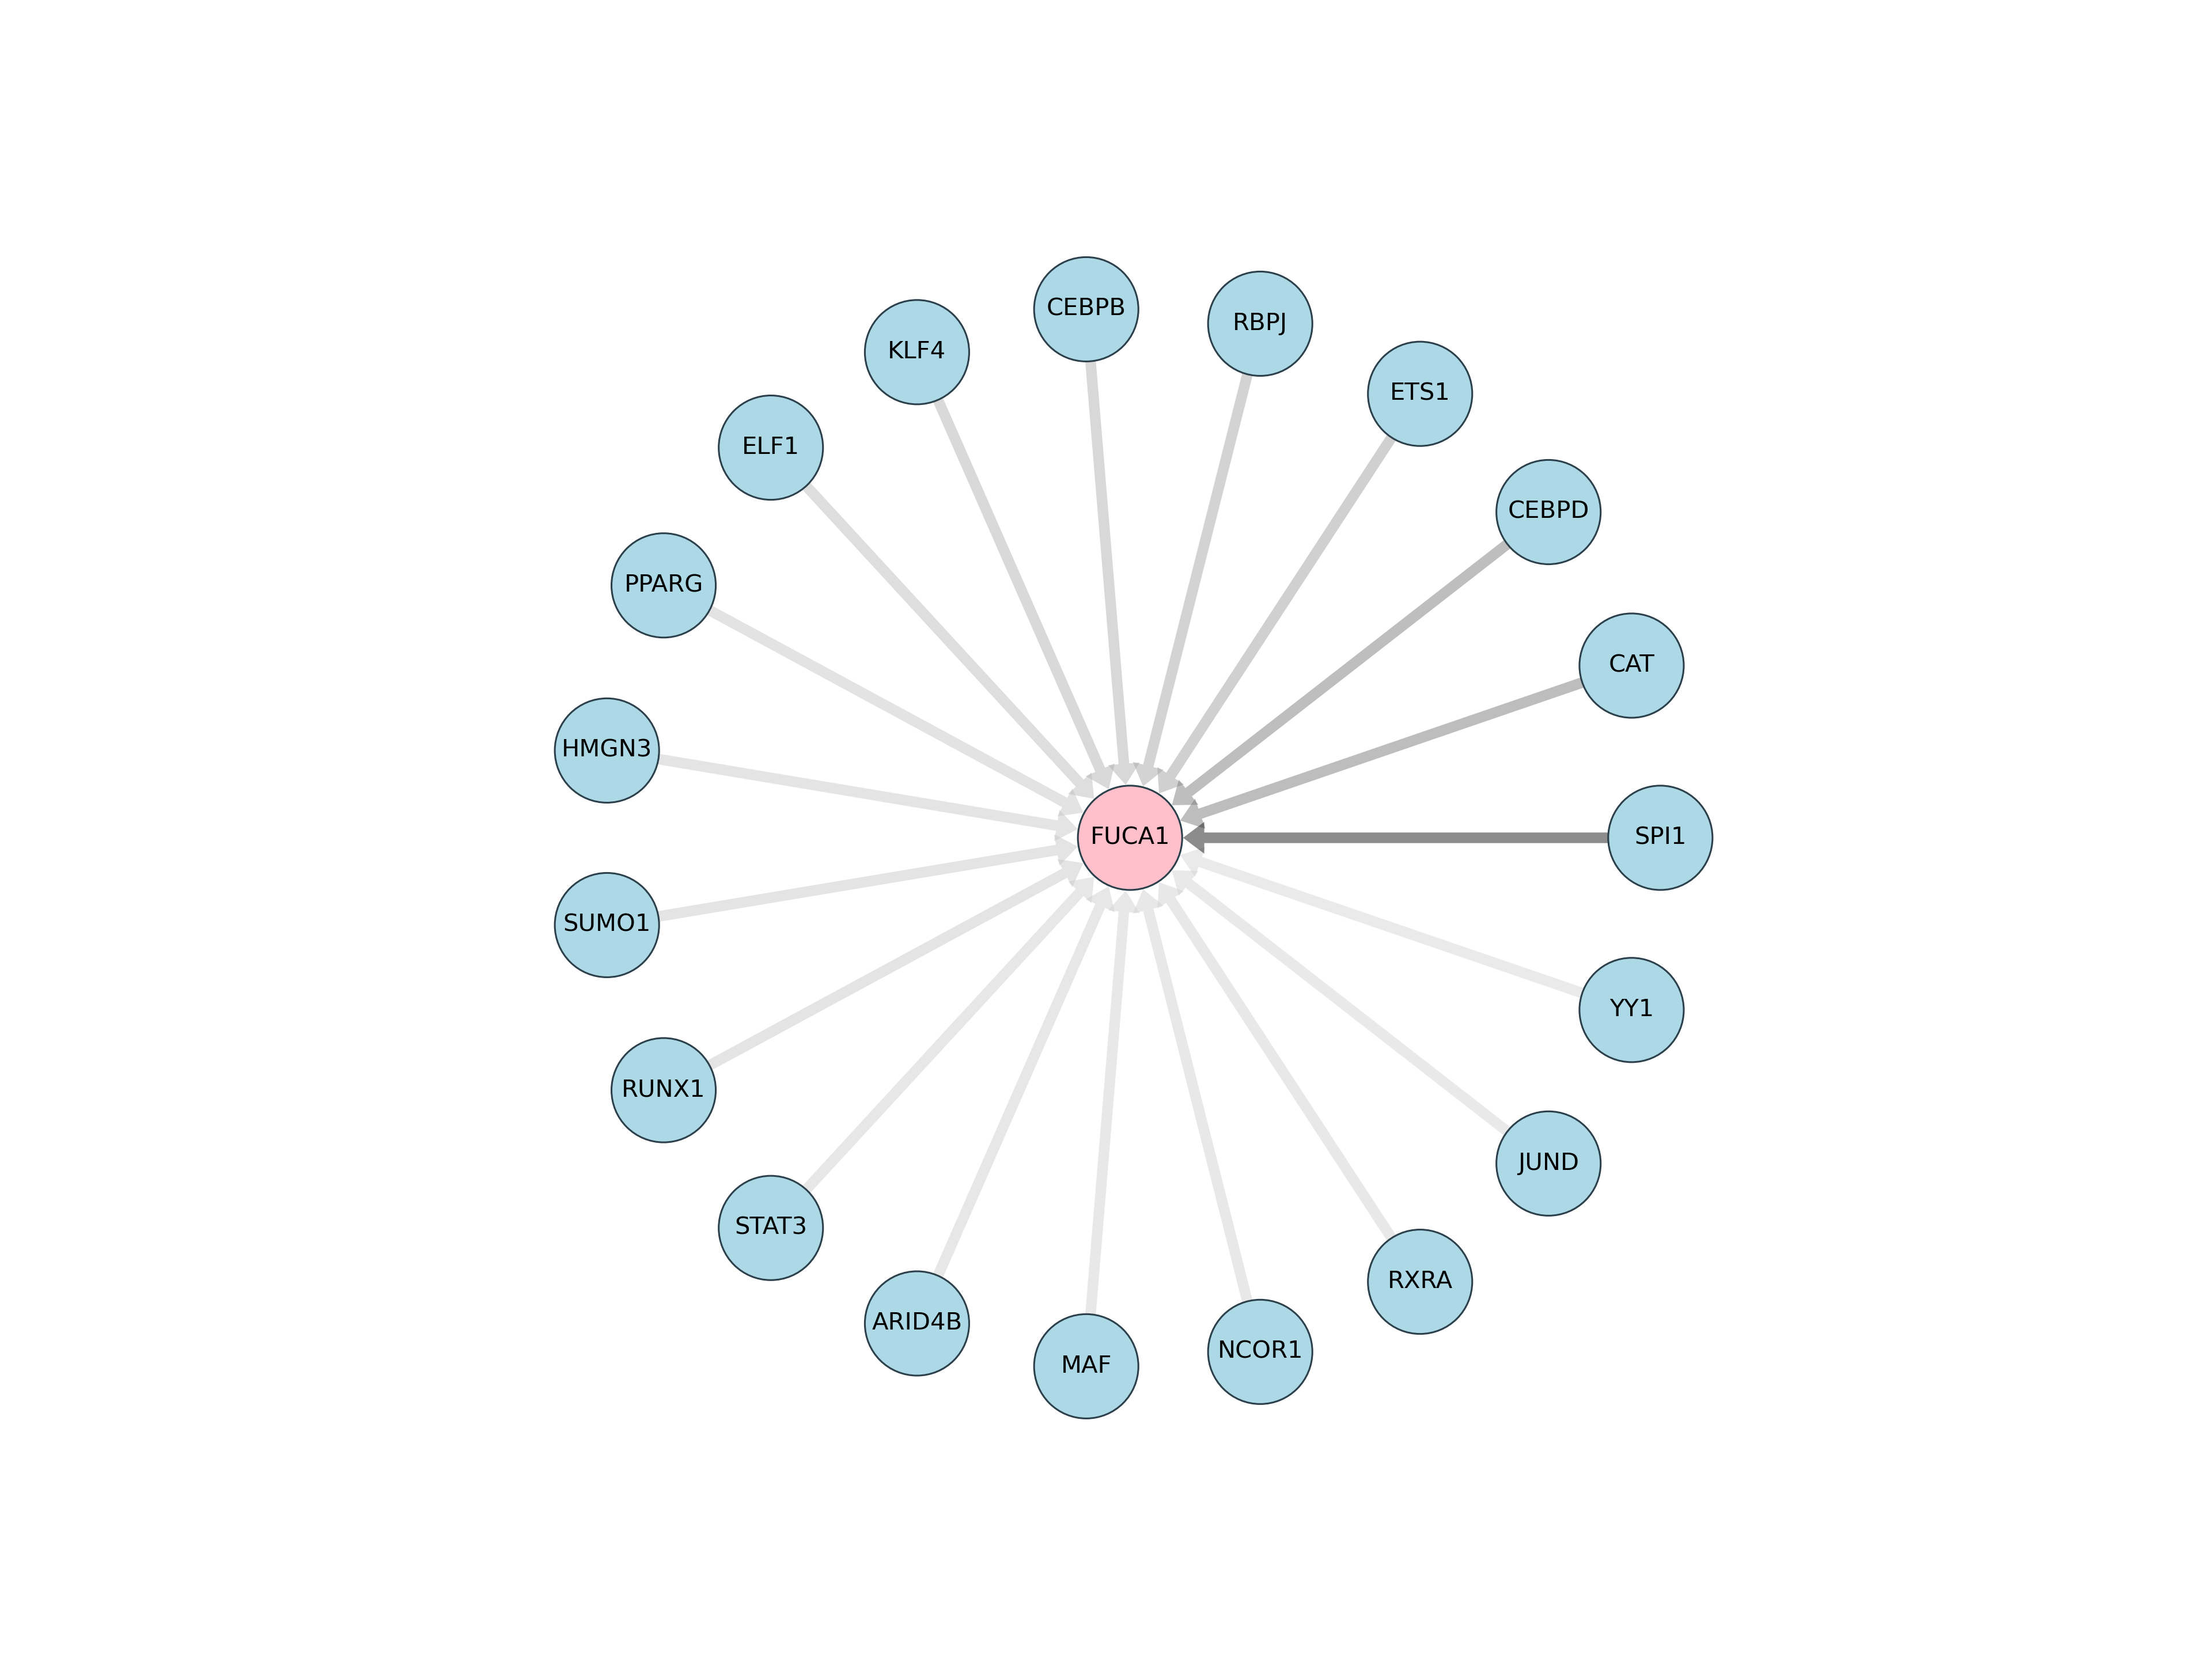 CEBPB
RBPJ
KLF4
ETS1
ELF1
CEBPD
PPARG
CAT
HMGN3
FUCA1
SPI1
SUMO1
YY1
RUNX1
JUND
STAT3
RXRA
ARID4B
NCOR1
MAF